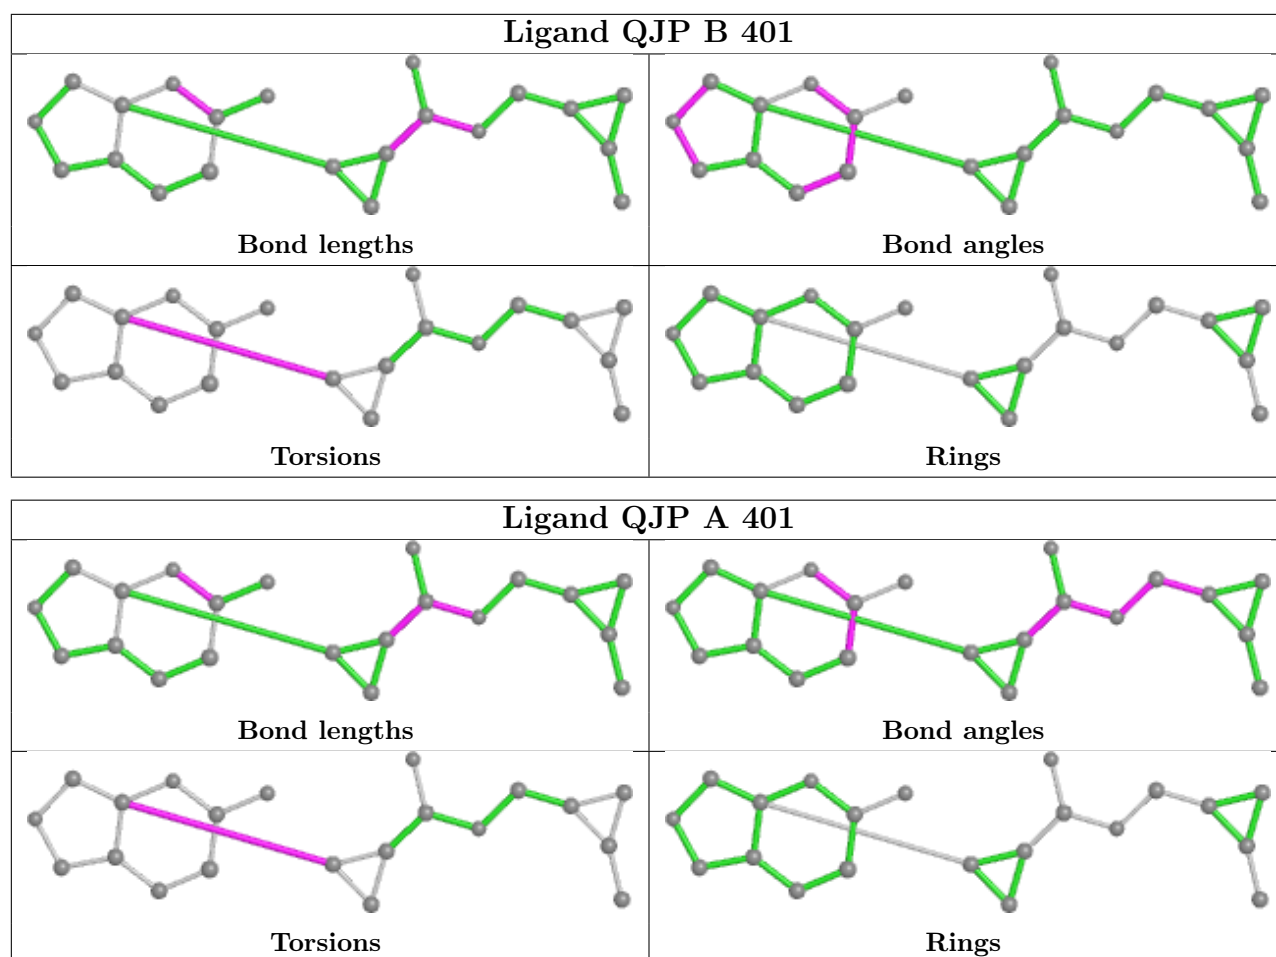 Ligand QJP B 401
Bond lengths
Bond angles
Torsions
Rings
Ligand QJP A 401
Bond lengths
Bond angles
Torsions
Rings